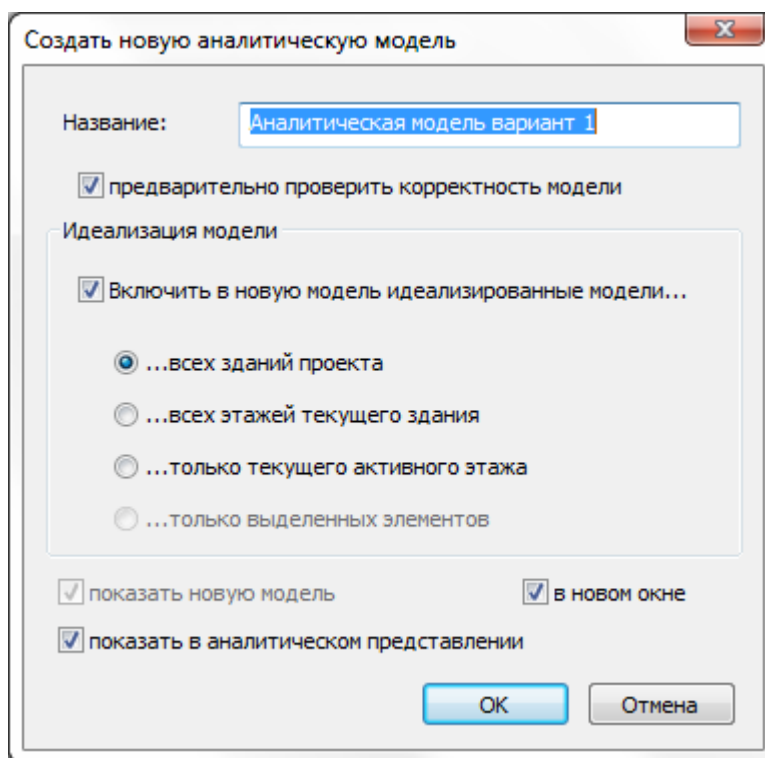 Создать новую аналитическую модель
Название: Аналитическая модель вариант 1
предварительно проверить корректность модели
Идеализация модели
Включить в новую модель идеализированные модели...
...всех зданий проекта
...всех этажей текущего здания
...только текущего активного этажа
...только выделенных элементов
показать новую модель в новом окне
показать в аналитическом представлении
OK Отмена